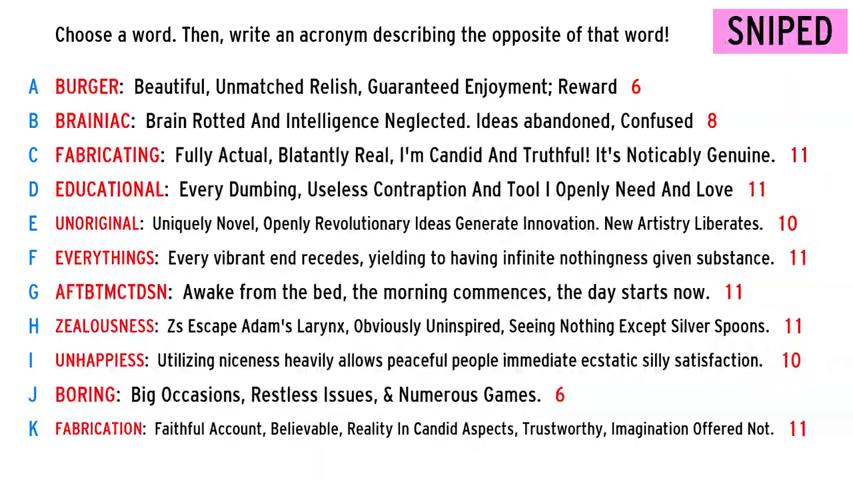 Choose a word. Then, write an acronym describing the opposite of that word! SNIPED
A BURGER: Beautiful, Unmatched Relish, Guaranteed Enjoyment; Reward 6
B BRAINIAC: Brain Rotted And Intelligence Neglected. Ideas abandoned, Confused 8
C FABRICATING: Fully Actual, Blatantly Real, I'm Candid And Truthful! It's Noticably Genuine. 11
D EDUCATIONAL: Every Dumbing, Useless Contraption And Tool I Openly Need And Love 11
E UNORIGINAL: Uniquely Novel, Openly Revolutionary Ideas Generate Innovation. New Artistry Liberates. 10
F EVERYTHINGS: Every vibrant end recedes, yielding to having infinite nothingness given substance. 11
G AFTBTMCTDSN: Awake from the bed, the morning commences, the day starts now. 11
H ZEALOUSNESS: Zs Escape Adam's Larynx, Obviously Uninspired, Seeing Nothing Except Silver Spoons. 11
I UNHAPPIESS: Utilizing niceness heavily allows peaceful people immediate ecstatic silly satisfaction. 10
J BORING: Big Occasions, Restless Issues, & Numerous Games. 6
K FABRICATION: Faithful Account, Believable, Reality In Candid Aspects, Trustworthy, Imagination Offered Not. 11